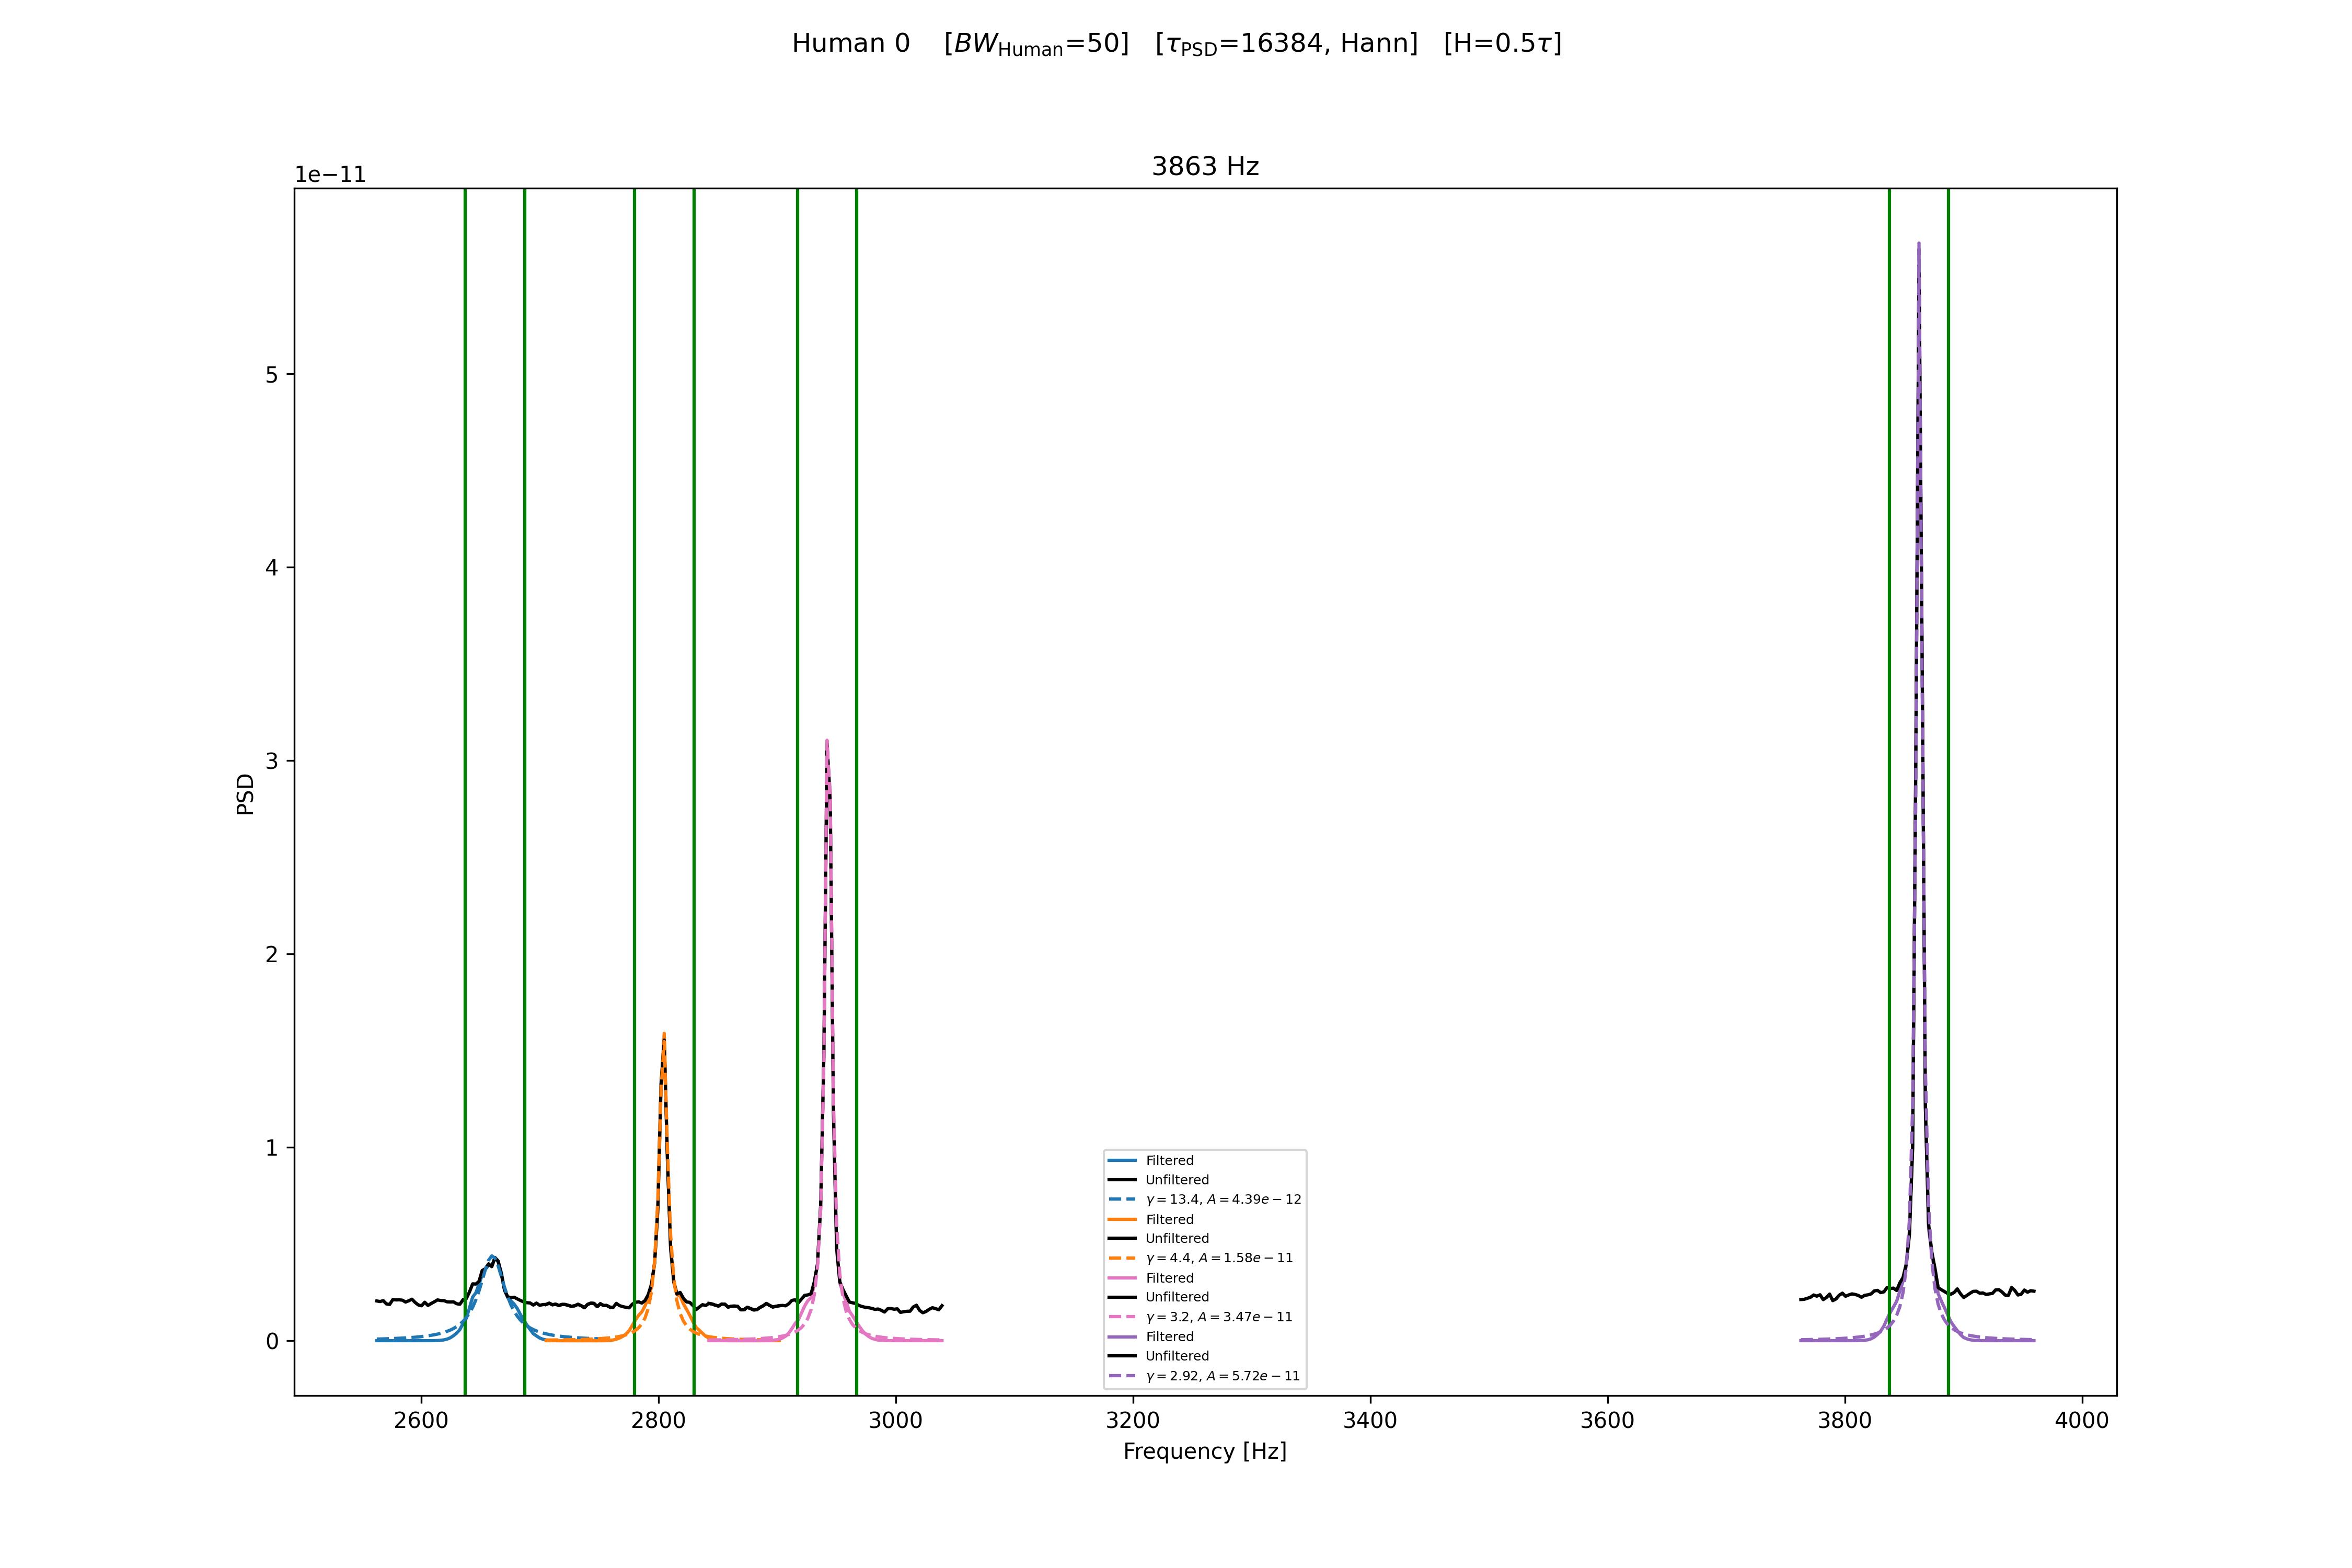 Human 0 [BW_Human=50] [τ_PSD=16384, Hann] [H=0.5τ]
3863 Hz
1e−11
5
4
3
2
1
0
PSD
Filtered
Unfiltered
γ = 13.4, A = 4.39e − 12
Filtered
Unfiltered
γ = 4.4, A = 1.58e − 11
Filtered
Unfiltered
γ = 3.2, A = 3.47e − 11
Filtered
Unfiltered
γ = 2.92, A = 5.72e − 11
2600 2800 3000 3200 3400 3600 3800 4000
Frequency [Hz]